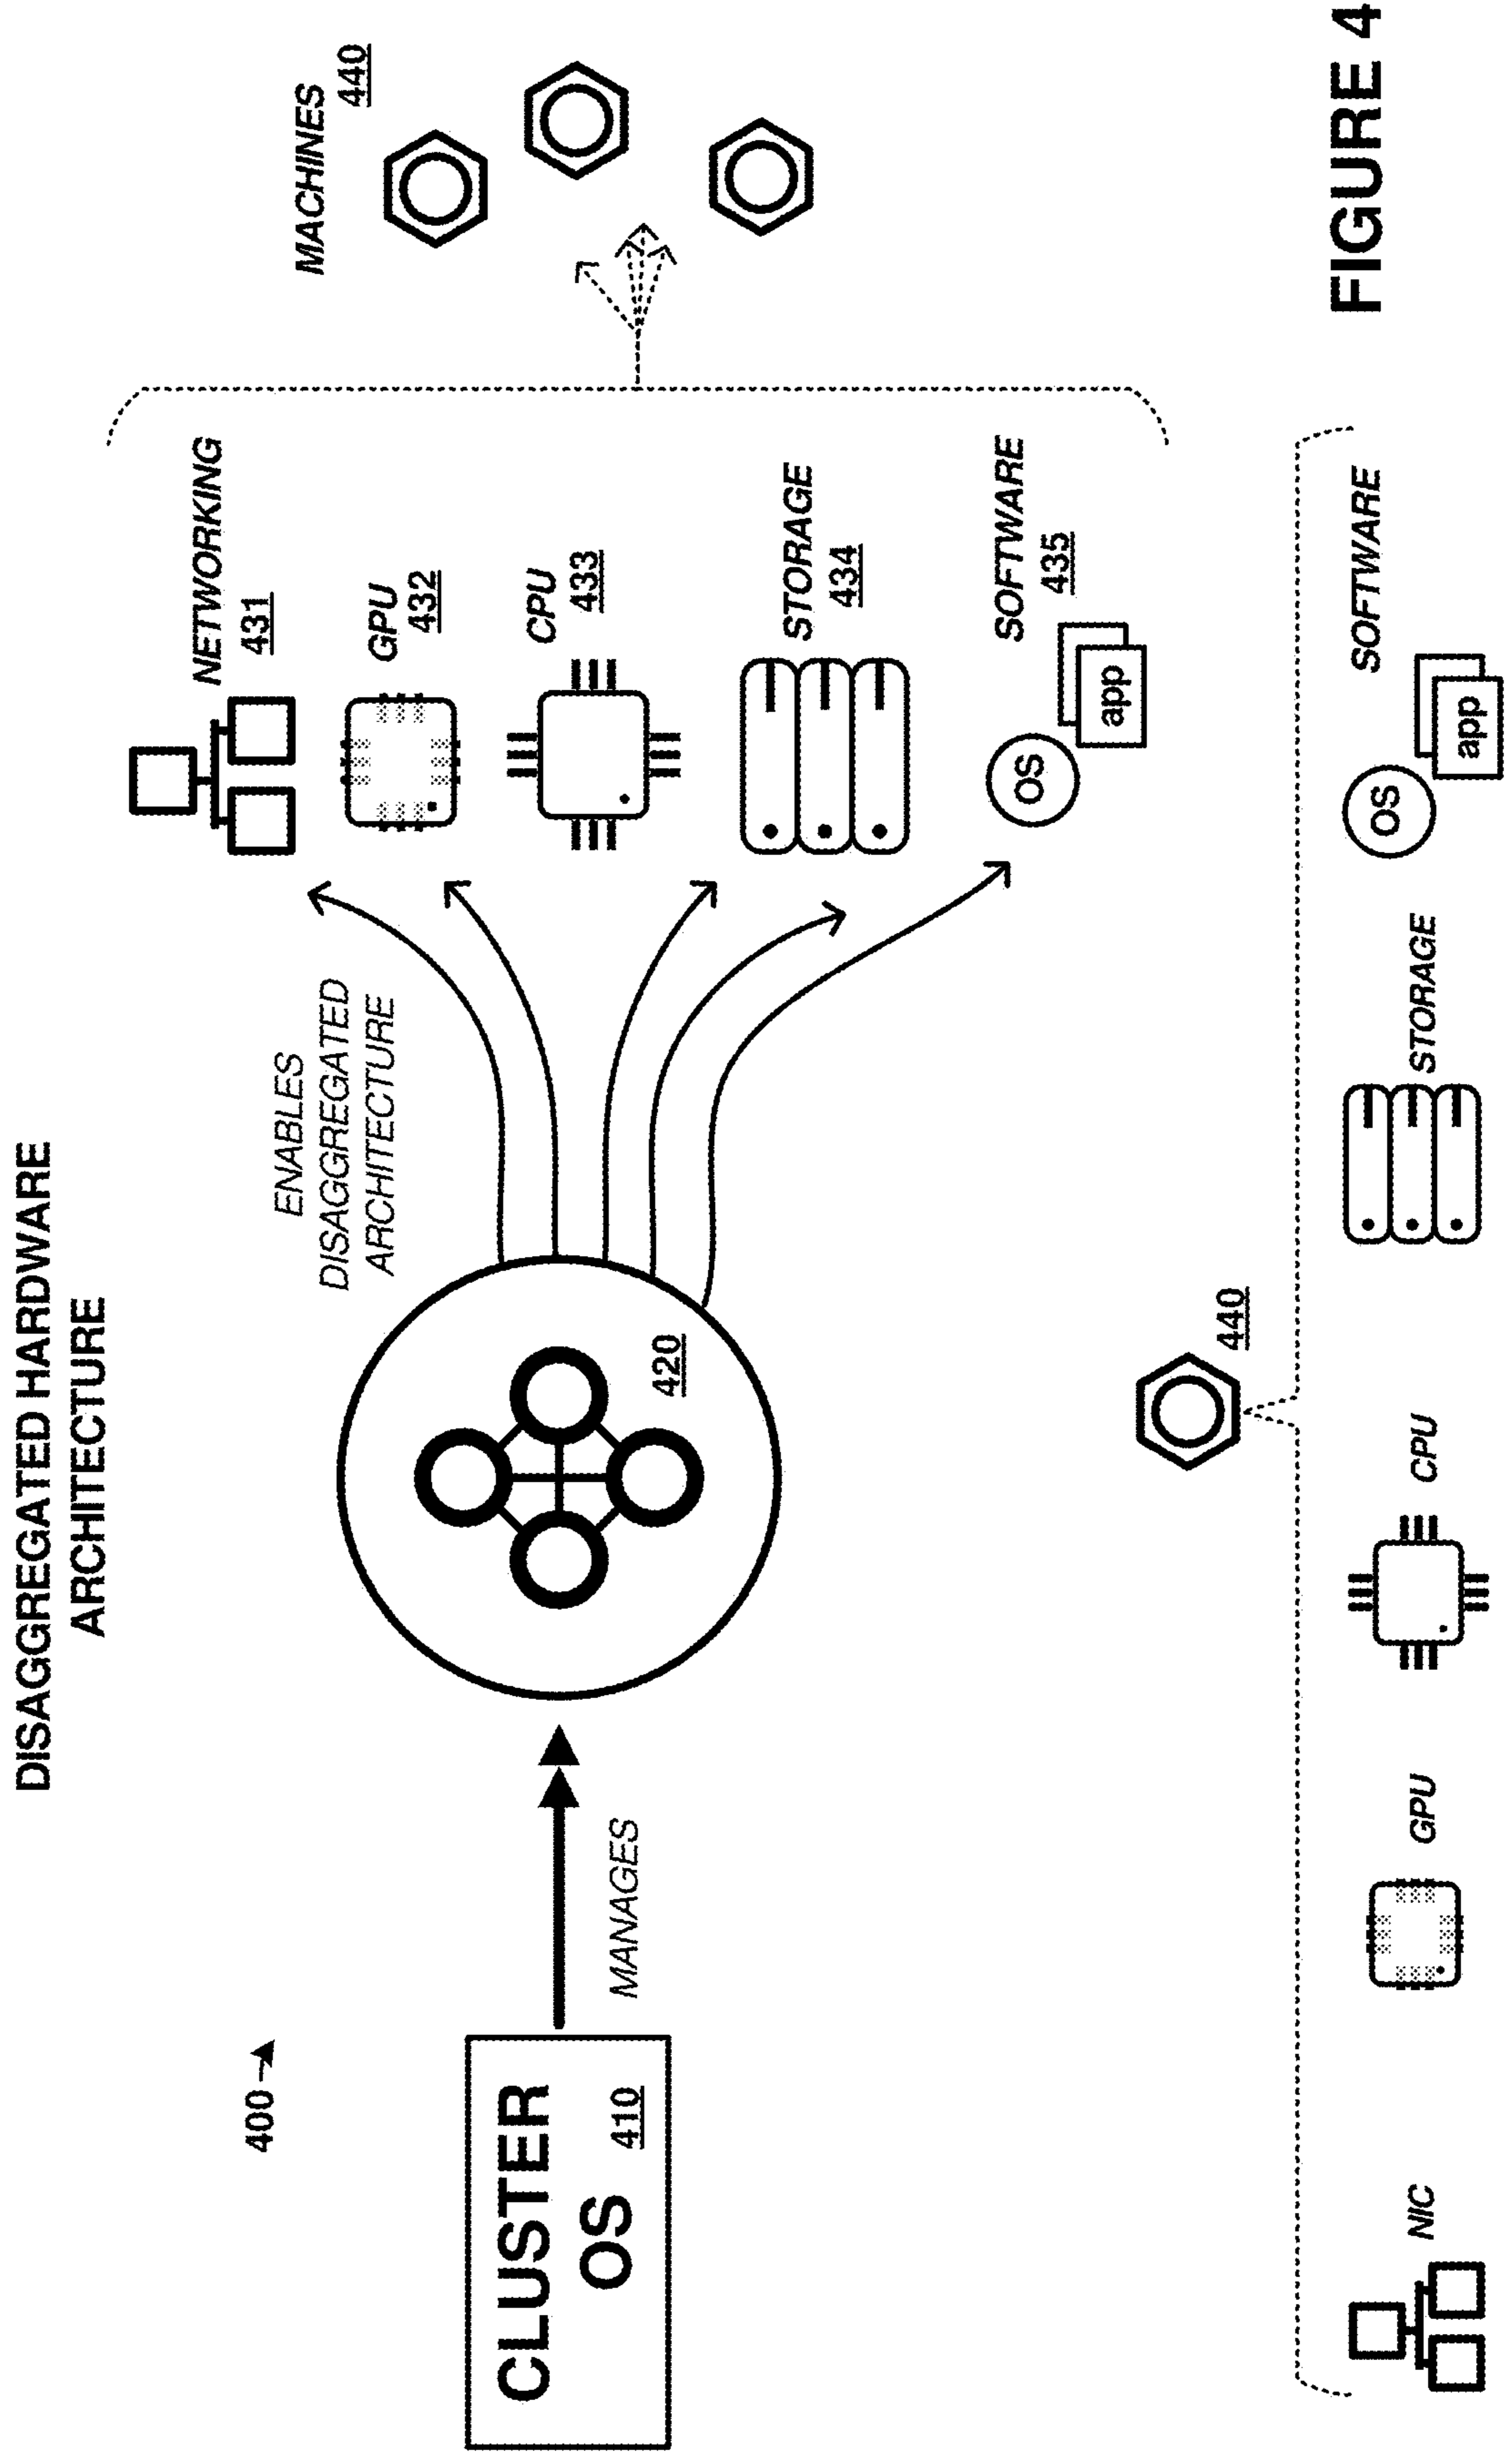 DISAGGREGATED HARDWARE
ARCHITECTURE
400
CLUSTER
OS 410
MANAGES
420
ENABLES
DISAGGREGATED
ARCHITECTURE
NETWORKING
431
GPU
432
CPU
433
STORAGE
434
SOFTWARE
435
OS
app
MACHINES
440
440
NIC
GPU
CPU
STORAGE
SOFTWARE
OS
app
FIGURE 4